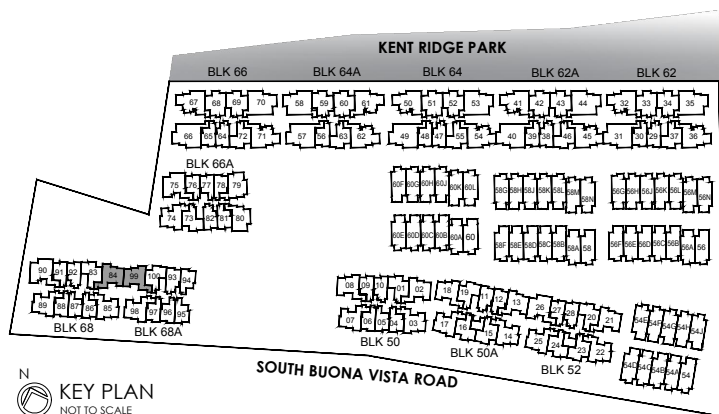 KENT RIDGE PARK
BLK 66 BLK 64A BLK 64 BLK 62A BLK 62
67 68 69 70 58 59 60 61 50 51 52 53 41 42 43 44 32 33 34 35
66 65 64 72 71 57 56 63 62 49 48 47 55 54 40 39 38 46 45 31 30 29 37 36
BLK 66A
75 76 77 78 79 60F 60G 60H 60J 60K 60L 58G 58H 58J 58K 58L 58M 58N 56G 56H 56J 56K 56L 56M 56N
74 73 82 81 80 60E 60D 60C 60B 60A 60 58F 58E 58D 58C 58B 58A 58 56F 56E 56D 56C 56B 56A 56
90 91 92 83 84 99 100 93 94 08 09 10 01 02 18 19 11 12 13 26 27 28 20 21 54E 54F 54G 54H 54J
89 88 87 86 85 98 97 96 95 07 06 05 04 03 17 16 15 14 25 24 23 22 54D 54C 54B 54A 54
BLK 68 BLK 68A BLK 50 BLK 50A BLK 52
SOUTH BUONA VISTA ROAD
N
KEY PLAN
NOT TO SCALE